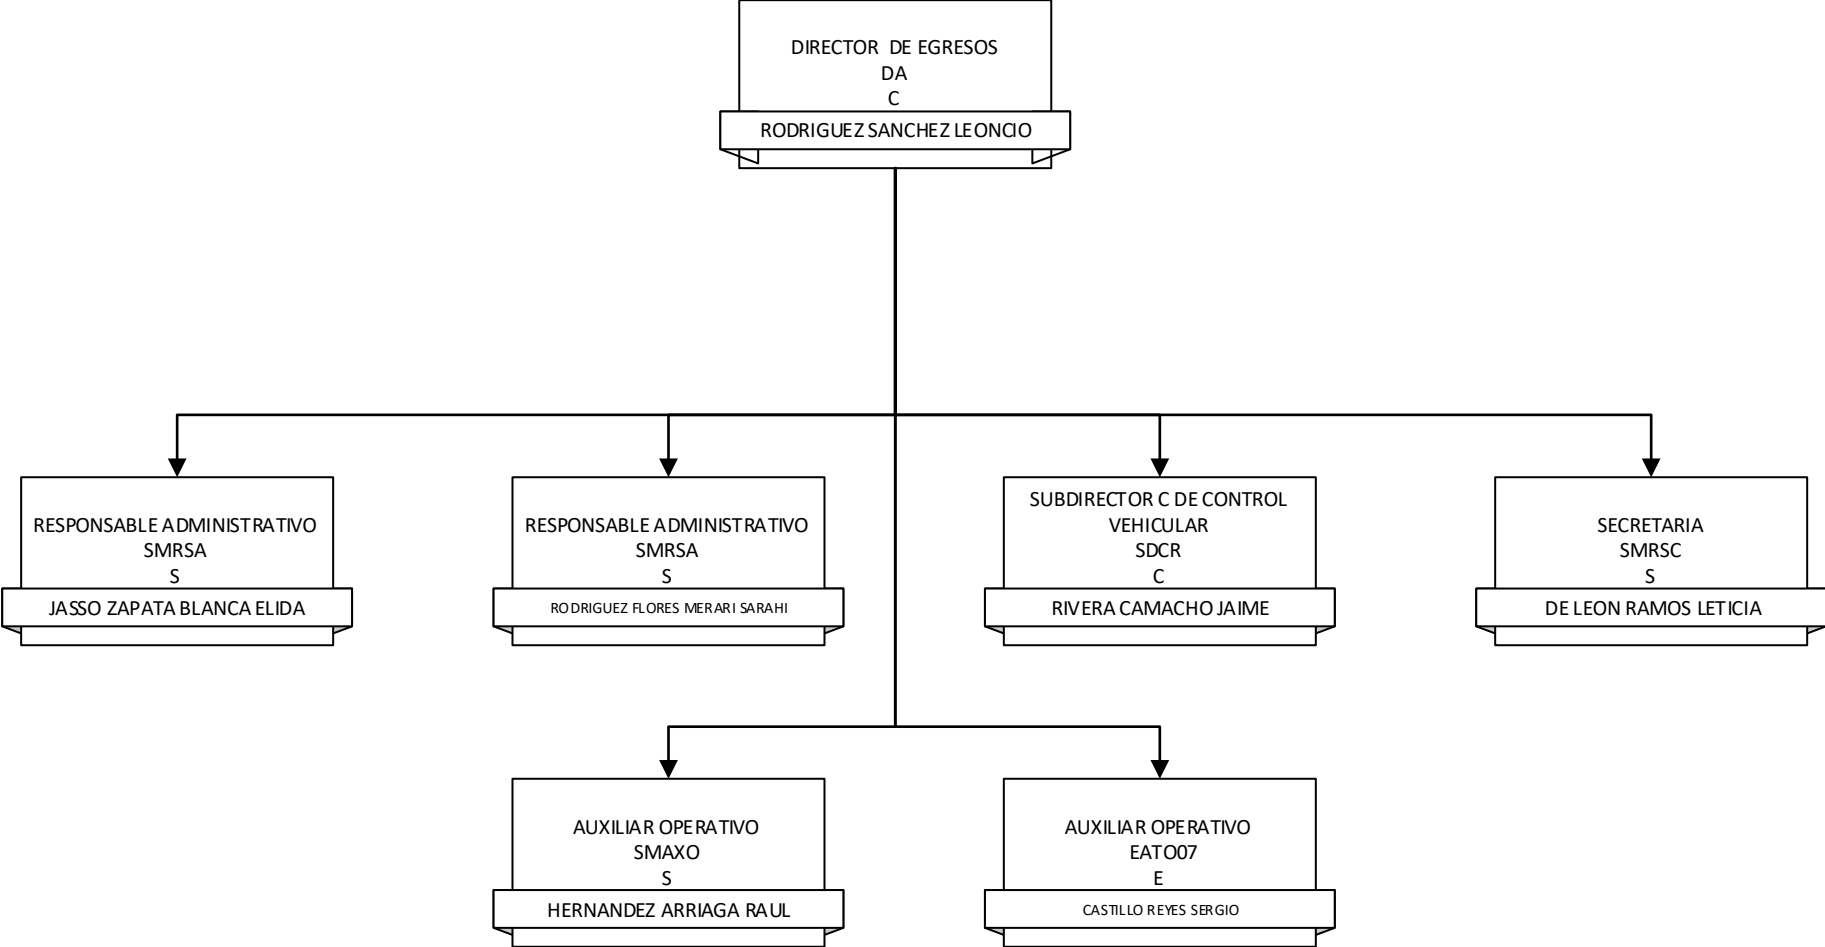 DIRECTOR DE EGRESOS
DA
C
RODRIGUEZ SANCHEZ LEONCIO
RESPONSABLE ADMINISTRATIVO
SMRSA
S
JASSO ZAPATA BLANCA ELIDA
RESPONSABLE ADMINISTRATIVO
SMRSA
S
RODRIGUEZ FLORES MERARI SARAHI
SUBDIRECTOR C DE CONTROL
VEHICULAR
SDCR
C
RIVERA CAMACHO JAIME
SECRETARIA
SMRSC
S
DE LEON RAMOS LETICIA
AUXILIAR OPERATIVO
SMAXO
S
HERNANDEZ ARRIAGA RAUL
AUXILIAR OPERATIVO
EATO07
E
CASTILLO REYES SERGIO